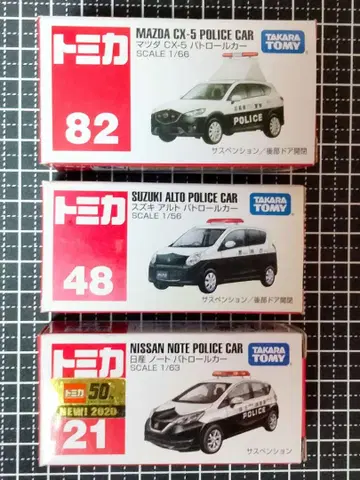 トミカ
82
MAZDA CX-5 POLICE CAR
マツダ CX-5 パトロールカー
SCALE 1/66
TAKARA
TOMY
POLICE
サスペンション／後部ドア開閉
トミカ
48
SUZUKI ALTO POLICE CAR
スズキ アルト パトロールカー
SCALE 1/56
TAKARA
TOMY
サスペンション／後部ドア開閉
トミカ
トミカ 50
NEW! 2020
21
NISSAN NOTE POLICE CAR
日産 ノート パトロールカー
SCALE 1/63
TAKARA
TOMY
POLICE
サスペンション